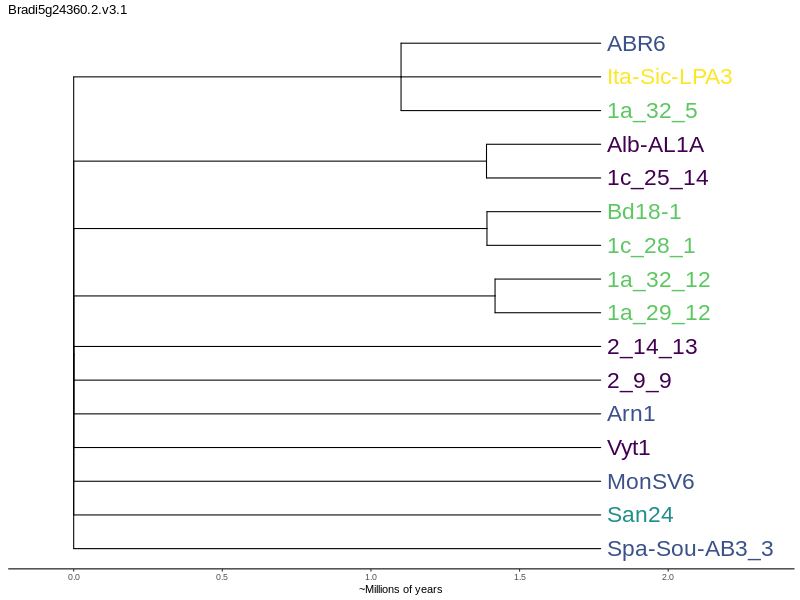 Bradi5g24360.2.v3.1
ABR6
Ita-Sic-LPA3
1a_32_5
Alb-AL1A
1c_25_14
Bd18-1
1c_28_1
1a_32_12
1a_29_12
2_14_13
2_9_9
Arn1
Vyt1
MonSV6
San24
Spa-Sou-AB3_3
0.0 0.5 1.0 1.5 2.0
~Millions of years